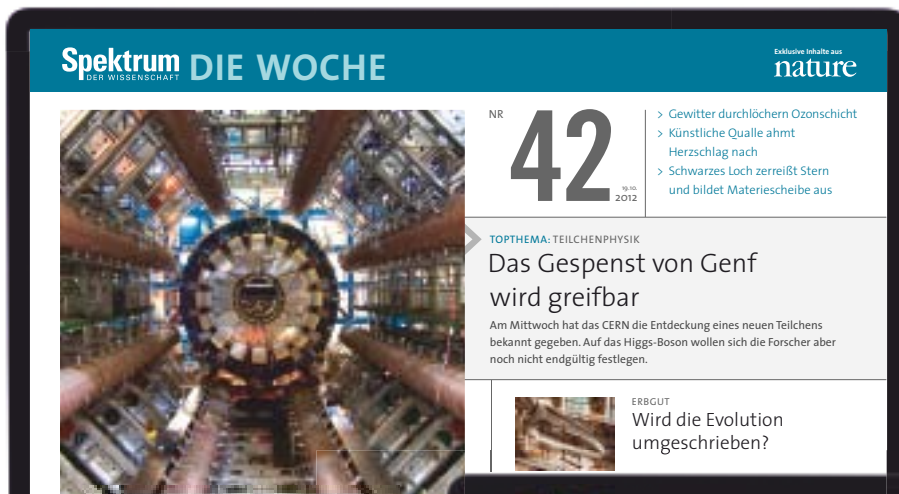 Spektrum
DER WISSENSCHAFT
DIE WOCHE
Exklusive Inhalte aus
nature
NR
42
19.10.
2012
> Gewitter durchlöchern Ozonschicht
> Künstliche Qualle ahmt
Herzschlag nach
> Schwarzes Loch zerreißt Stern
und bildet Materiescheibe aus
TOPTHEMA: TEILCHENPHYSIK
Das Gespenst von Genf
wird greifbar
Am Mittwoch hat das CERN die Entdeckung eines neuen Teilchens
bekannt gegeben. Auf das Higgs-Boson wollen sich die Forscher aber
noch nicht endgültig festlegen.
ERBGUT
Wird die Evolution
umgeschrieben?